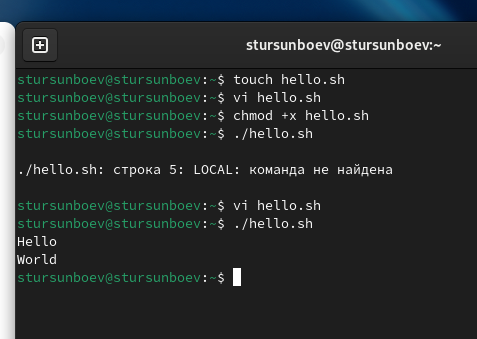 stursunboev@stursunboev:~
stursunboev@stursunboev:~$ touch hello.sh
stursunboev@stursunboev:~$ vi hello.sh
stursunboev@stursunboev:~$ chmod +x hello.sh
stursunboev@stursunboev:~$ ./hello.sh
./hello.sh: строка 5: LOCAL: команда не найдена
stursunboev@stursunboev:~$ vi hello.sh
stursunboev@stursunboev:~$ ./hello.sh
Hello
World
stursunboev@stursunboev:~$